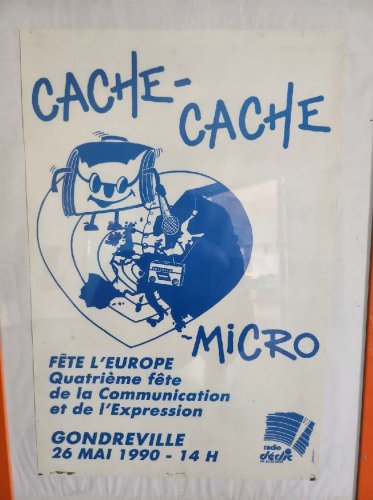 CACHE-
CACHE
-MiCRO
FÊTE L'EUROPE
Quatrième fête
de la Communication
et de l'Expression
GONDREVILLE
26 MAI 1990 - 14 H
radio
déclic